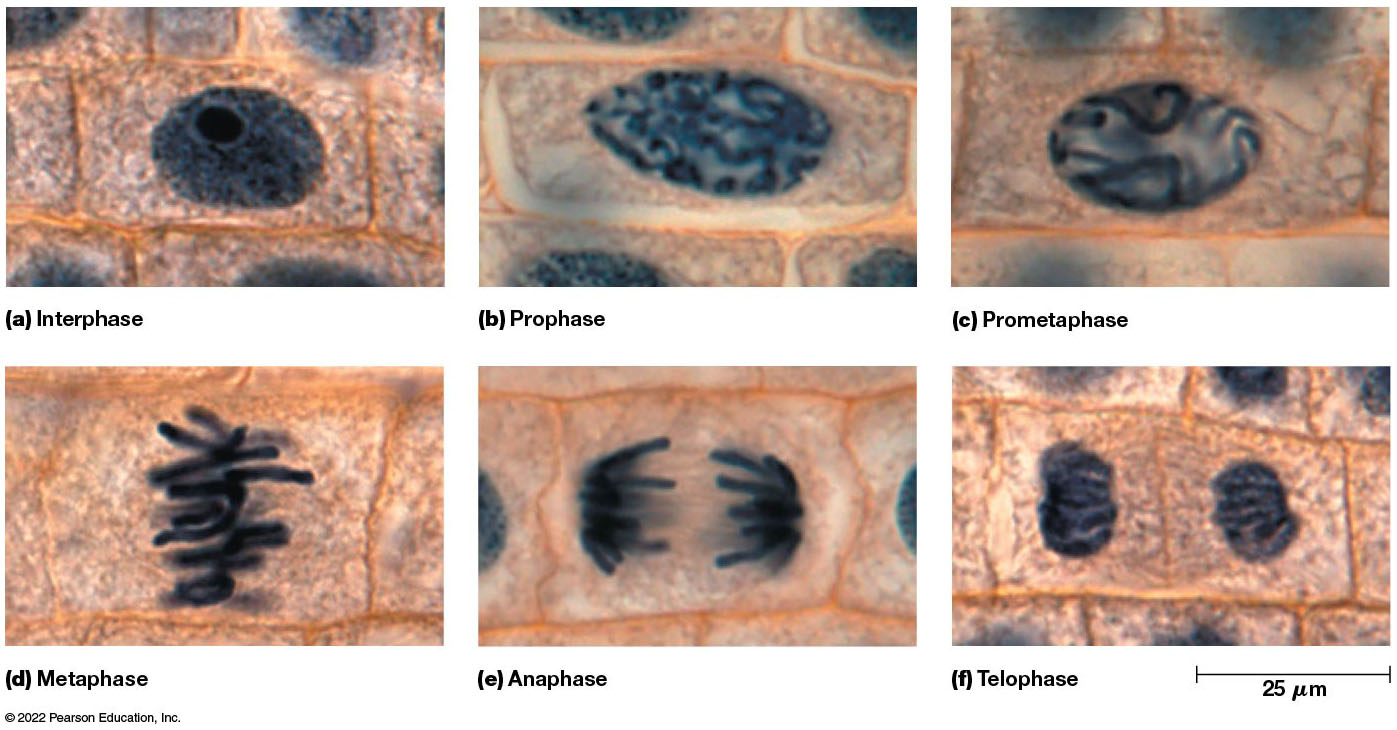 (a) Interphase
(b) Prophase
(c) Prometaphase
(d) Metaphase
(e) Anaphase
(f) Telophase
25 μm
© 2022 Pearson Education, Inc.